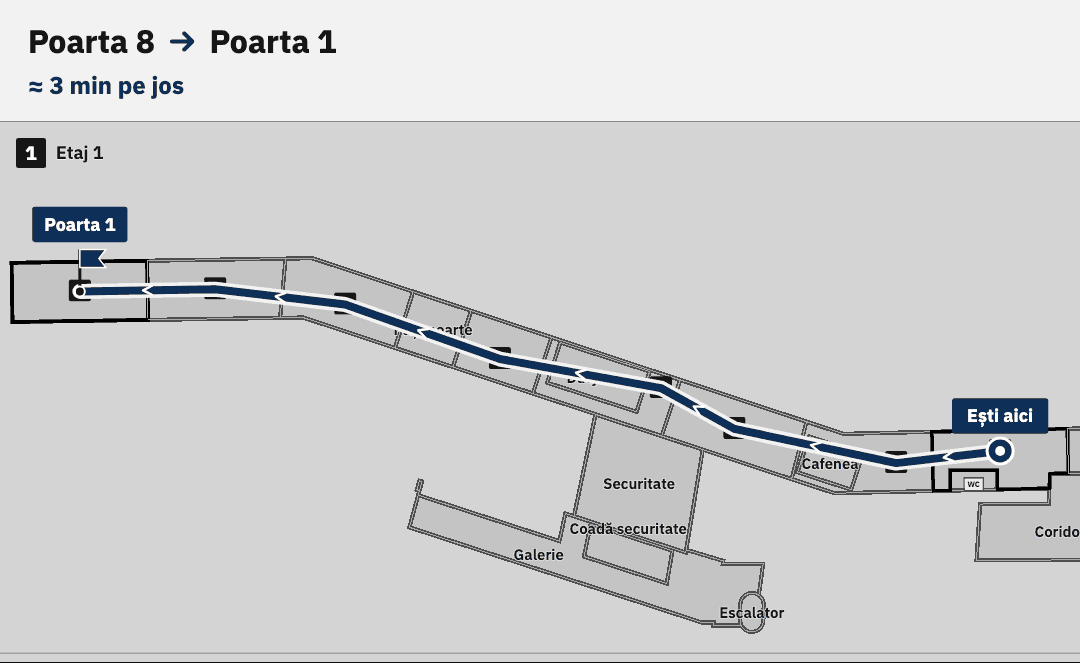 Poarta 8 → Poarta 1
≈ 3 min pe jos
1 Etaj 1
Poarta 1
Ești aici
Cafenea
wc
Securitate
Corido
Coadă securitate
Galerie
Escalator